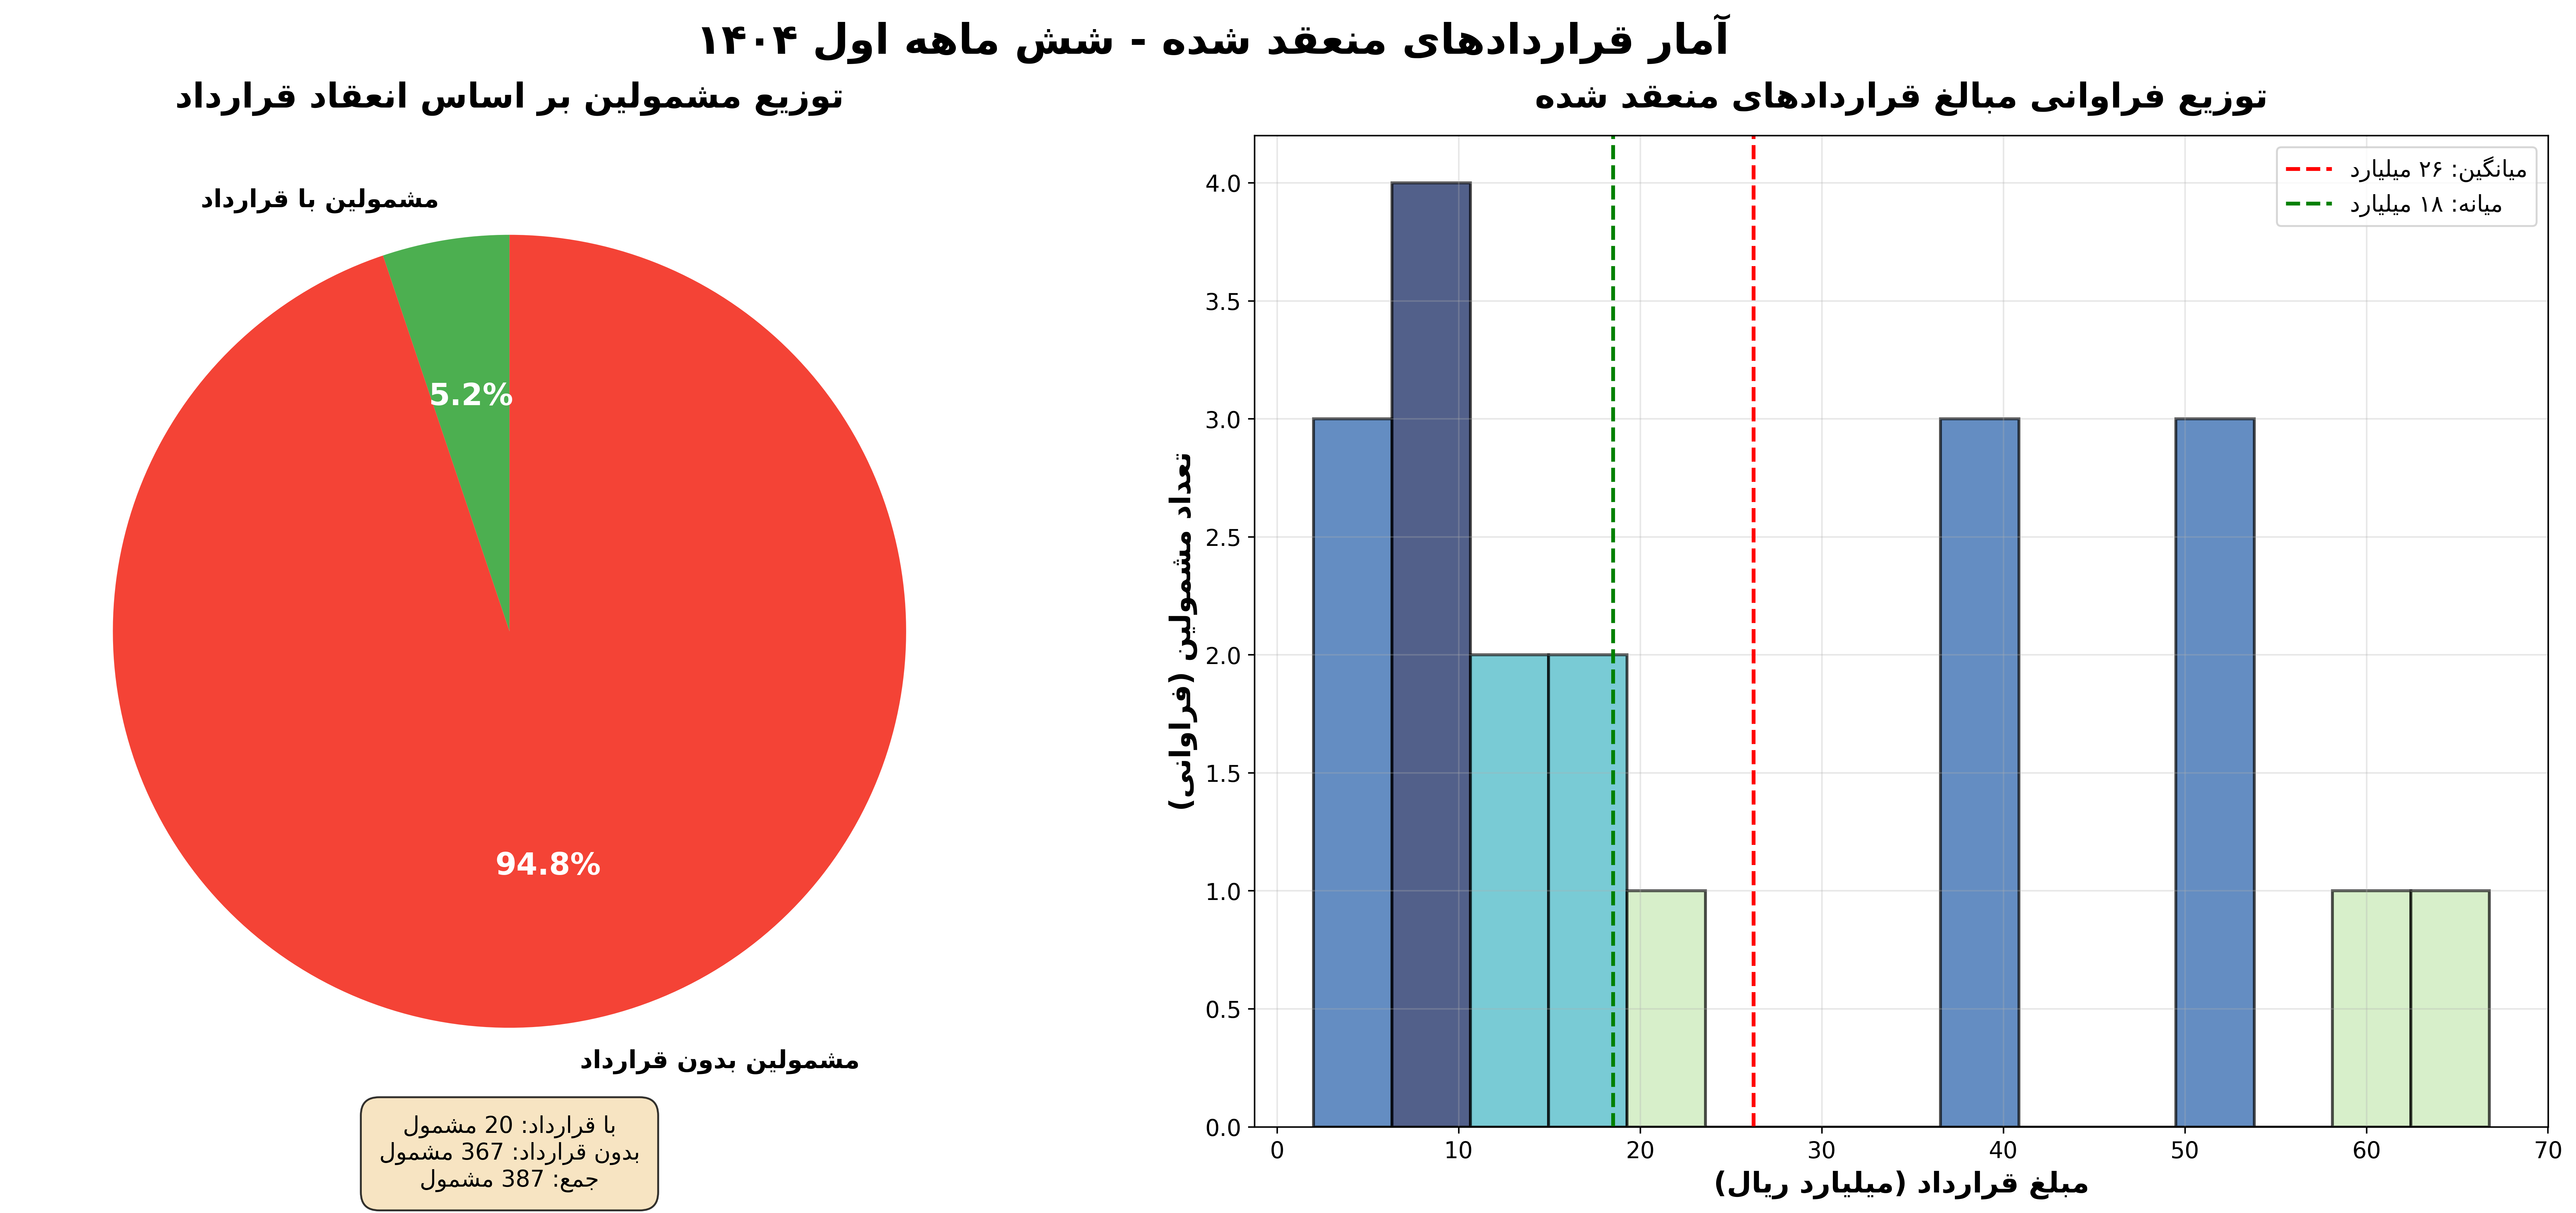 آمار قراردادهای منعقد شده - شش ماهه اول ۱۴۰۴
توزیع مشمولین بر اساس انعقاد قرارداد
مشمولین با قرارداد
5.2%
94.8%
مشمولین بدون قرارداد
با قرارداد: 20 مشمول
بدون قرارداد: 367 مشمول
جمع: 387 مشمول
توزیع فراوانی مبالغ قراردادهای منعقد شده
میانگین: ۲۶ میلیارد
میانه: ۱۸ میلیارد
تعداد مشمولین (فراوانی)
4.0
3.5
3.0
2.5
2.0
1.5
1.0
0.5
0.0
0 10 20 30 40 50 60 70
مبلغ قرارداد (میلیارد ریال)